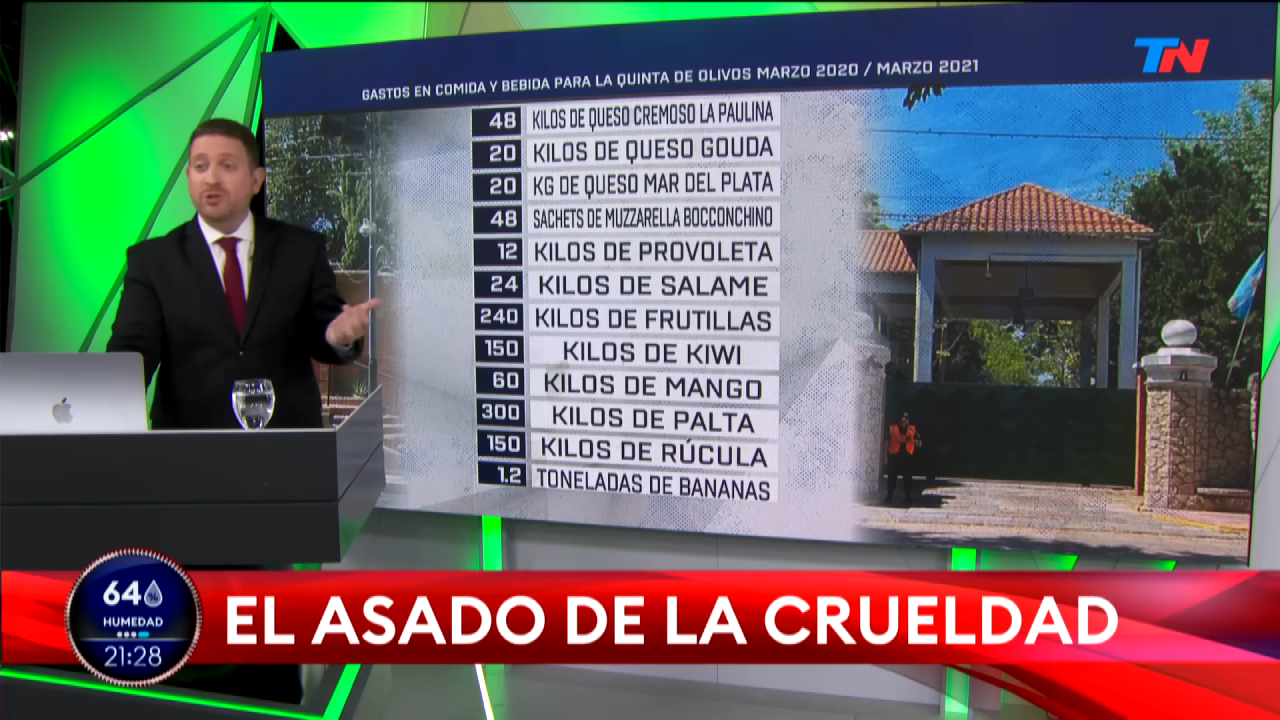 TN
GASTOS EN COMIDA Y BEBIDA PARA LA QUINTA DE OLIVOS MARZO 2020 / MARZO 2021
48 KILOS DE QUESO CREMOSO LA PAULINA
20 KILOS DE QUESO GOUDA
20 KG DE QUESO MAR DEL PLATA
48 SACHETS DE MUZZARELLA BOCCONCHINO
12 KILOS DE PROVOLETA
24 KILOS DE SALAME
240 KILOS DE FRUTILLAS
150 KILOS DE KIWI
60 KILOS DE MANGO
300 KILOS DE PALTA
150 KILOS DE RÚCULA
1.2 TONELADAS DE BANANAS
64 %
HUMEDAD
21:28
EL ASADO DE LA CRUELDAD